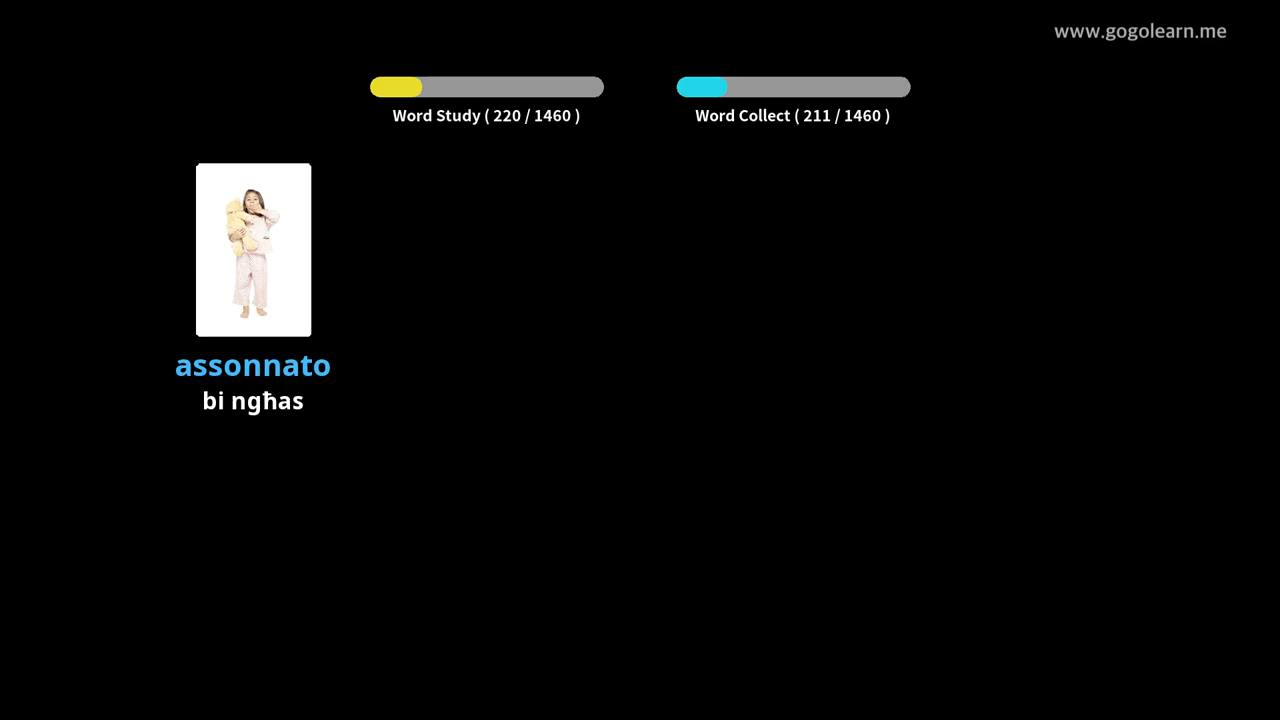 www.gogolearn.me
Word Study ( 220 / 1460 )
Word Collect ( 211 / 1460 )
assonnato
bi ngħas